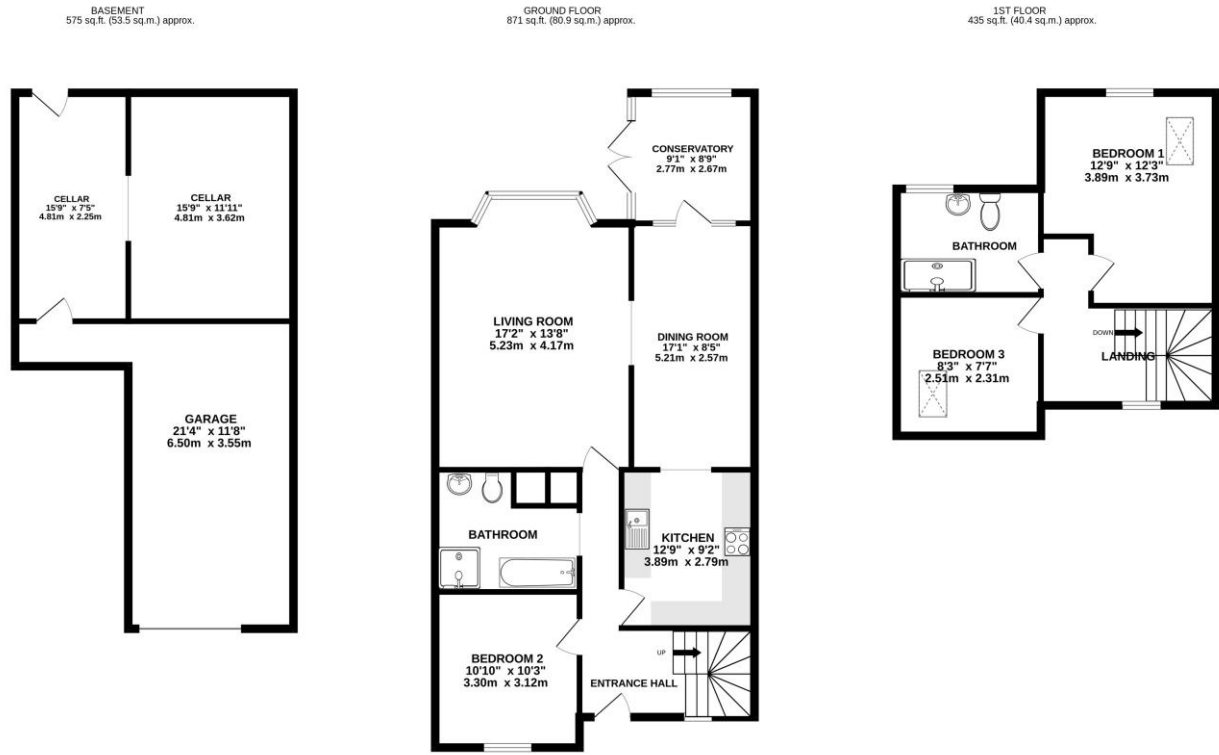 BASEMENT
575 sq.ft. (53.5 sq.m.) approx.
CELLAR
15'9" x 7'5"
4.81m x 2.25m
CELLAR
15'9" x 11'11"
4.81m x 3.62m
GARAGE
21'4" x 11'8"
6.50m x 3.55m
GROUND FLOOR
871 sq.ft. (80.9 sq.m.) approx.
CONSERVATORY
9'1" x 8'9"
2.77m x 2.67m
LIVING ROOM
17'2" x 13'8"
5.23m x 4.17m
DINING ROOM
17'1" x 8'5"
5.21m x 2.57m
BATHROOM
KITCHEN
12'9" x 9'2"
3.89m x 2.79m
BEDROOM 2
10'10" x 10'3"
3.30m x 3.12m
UP
ENTRANCE HALL
1ST FLOOR
435 sq.ft. (40.4 sq.m.) approx.
BEDROOM 1
12'9" x 12'3"
3.89m x 3.73m
BATHROOM
BEDROOM 3
8'3" x 7'7"
2.51m x 2.31m
DOWN
LANDING